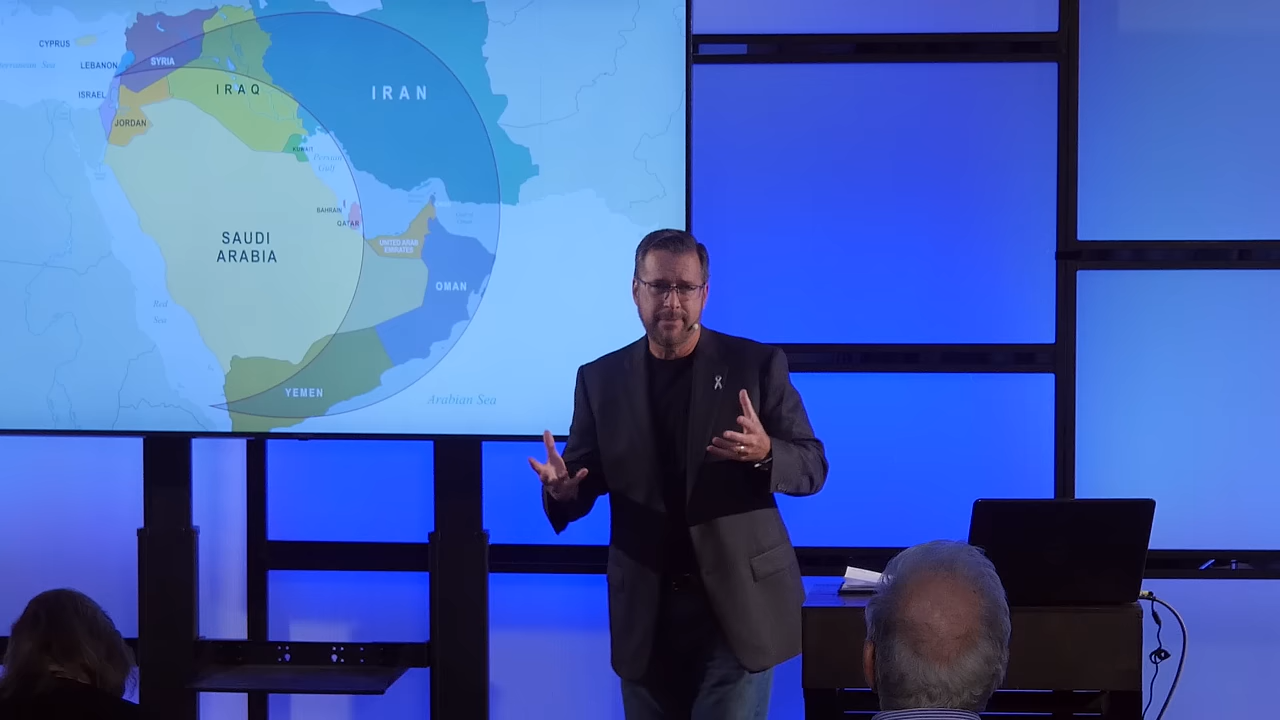 CYPRUS
LEBANON
SYRIA
ISRAEL
IRAQ
IRAN
JORDAN
KUWAIT
Persian
Gulf
BAHRAIN
QATAR
SAUDI
ARABIA
UNITED ARAB
EMIRATES
OMAN
Red
Sea
YEMEN
Arabian Sea